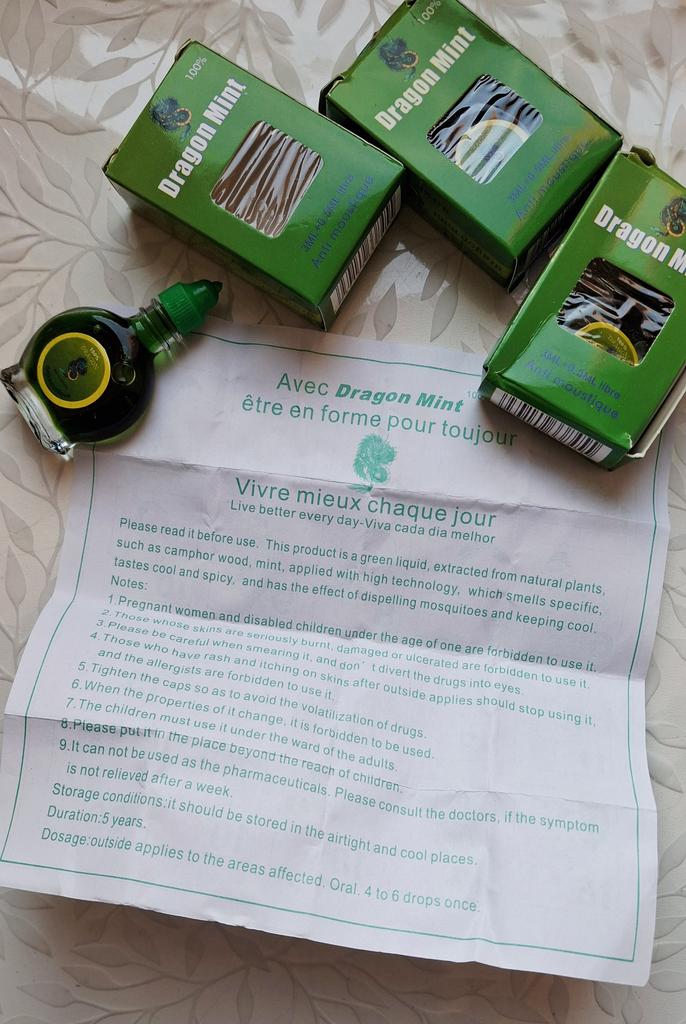 100%
Dragon Mint
3ML+0.5ML libre
Anti moustique
100%
Dragon Mint
3ML+0.5ML libre
Anti moustique
Dragon M
3ML+0.5ML libre
Anti moustique
Avec Dragon Mint 100
être en forme pour toujour
Vivre mieux chaque jour
Live better every day-Viva cada dia melhor
Please read it before use. This product is a green liquid, extracted from natural plants,
such as camphor wood, mint, applied with high technology, which smells specific,
tastes cool and spicy, and has the effect of dispelling mosquitoes and keeping cool.
Notes:
1.Pregnant women and disabled children under the age of one are forbidden to use it.
2.Those whose skins are seriously burnt, damaged or ulcerated are forbidden to use it.
3.Please be careful when smearing it, and don't divert the drugs into eyes.
4.Those who have rash and itching on skins after outside applies should stop using it,
and the allergists are forbidden to use it.
5.Tighten the caps so as to avoid the volatilization of drugs.
6.When the properties of it change, it is forbidden to be used.
7.The children must use it under the ward of the adults.
8.Please put it in the place beyond the reach of children.
9.It can not be used as the pharmaceuticals. Please consult the doctors, if the symptom
is not relieved after a week.
Storage conditions:it should be stored in the airtight and cool places.
Duration:5 years.
Dosage:outside applies to the areas affected. Oral. 4 to 6 drops once.